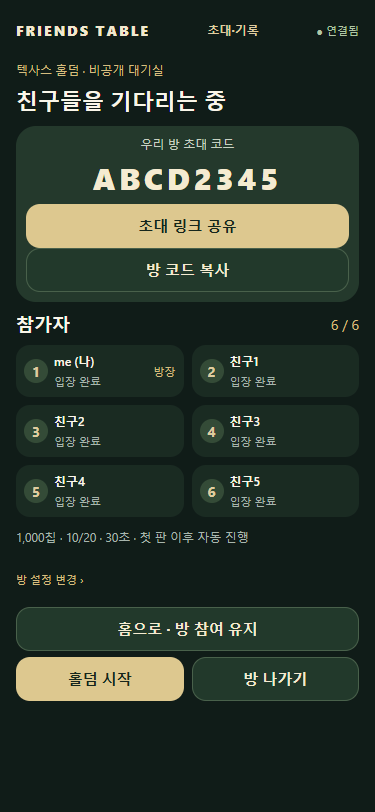 FRIENDS TABLE 초대·기록 ● 연결됨
텍사스 홀덤 · 비공개 대기실
친구들을 기다리는 중
우리 방 초대 코드
ABCD2345
초대 링크 공유
방 코드 복사
참가자 6 / 6
1 me (나) 입장 완료 방장
2 친구1 입장 완료
3 친구2 입장 완료
4 친구3 입장 완료
5 친구4 입장 완료
6 친구5 입장 완료
1,000칩 · 10/20 · 30초 · 첫 판 이후 자동 진행
방 설정 변경 ›
홈으로 · 방 참여 유지
홀덤 시작
방 나가기